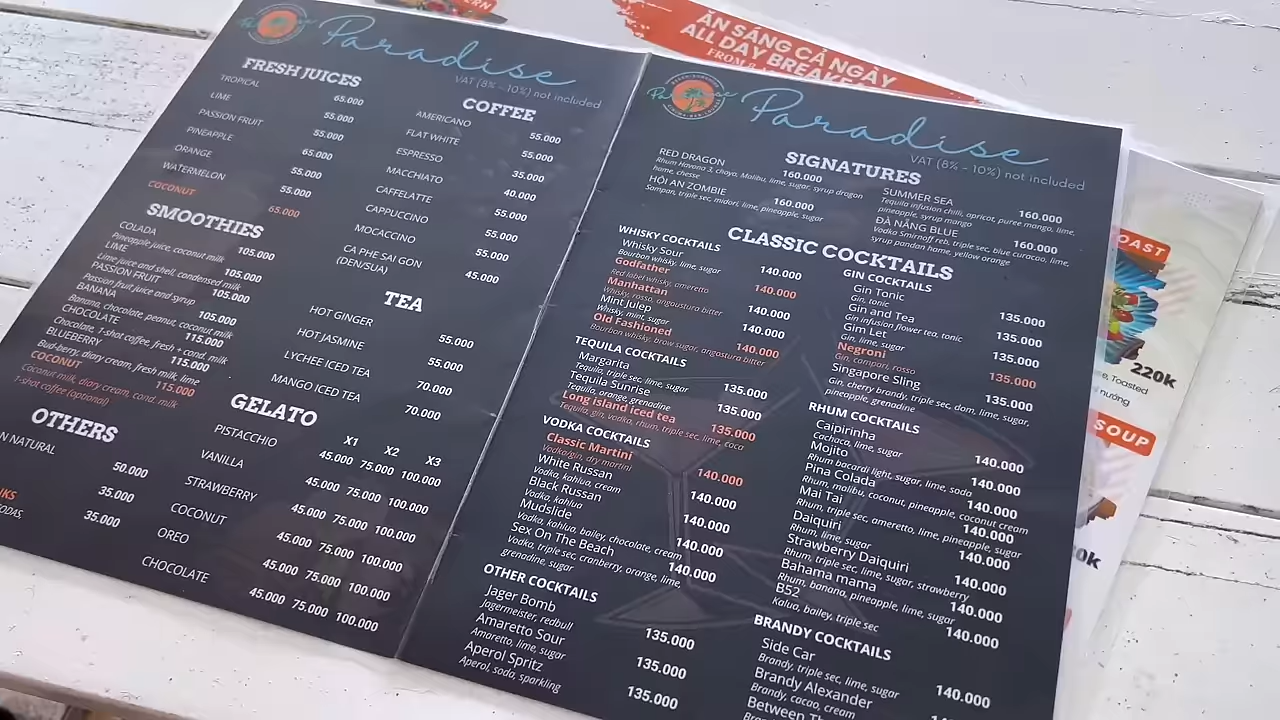 Paradise
VAT (8% - 10%) not included
FRESH JUICES
TROPICAL 65.000
LIME 55.000
PASSION FRUIT 55.000
PINEAPPLE 65.000
ORANGE 55.000
WATERMELON 55.000
COCONUT 65.000
SMOOTHIES
COLADA 105.000
Pineapple juice, coconut milk
LIME 105.000
Lime juice and shell, condensed milk
PASSION FRUIT 105.000
Passion fruit juice and syrup
BANANA 105.000
Banana, chocolate, peanut, coconut milk
CHOCOLATE 115.000
Chocolate, 1-shot coffee, fresh + cond. milk
BLUEBERRY 115.000
Bud-berry, diary cream, fresh milk, lime
COCONUT 115.000
Coconut milk, diary cream, cond. milk
1-shot coffee (optional)
OTHERS
N NATURAL 50.000
NKS 35.000
ODAS 35.000
COFFEE
AMERICANO 55.000
FLAT WHITE 55.000
ESPRESSO 35.000
MACCHIATO 40.000
CAFFELATTE 55.000
CAPPUCCINO 55.000
MOCACCINO 55.000
CA PHE SAI GON
(DEN/SUA) 45.000
TEA
HOT GINGER 55.000
HOT JASMINE 55.000
LYCHEE ICED TEA 70.000
MANGO ICED TEA 70.000
GELATO
X1 X2 X3
PISTACCHIO 45.000 75.000 100.000
VANILLA 45.000 75.000 100.000
STRAWBERRY 45.000 75.000 100.000
COCONUT 45.000 75.000 100.000
OREO 45.000 75.000 100.000
CHOCOLATE 45.000 75.000 100.000
ĂN SÁNG CẢ NGÀY
ALL DAY BREAKF
FROM
Paradise
VAT (8% - 10%) not included
SIGNATURES
RED DRAGON 160.000
Rhum Havana 3, chaya, Malibu, lime, sugar, syrup dragon
home, chesse
HỘI AN ZOMBIE 160.000
Sampan, triple sec, midori, lime, pineapple, sugar
SUMMER SEA 160.000
Tequila infusion chilli, apricot, puree mango, lime,
pineapple, syrup mango
ĐÀ NẴNG BLUE 160.000
Vodka Smirnoff reb, triple sec, blue curacao, lime,
syrup pandan home, yellow orange
CLASSIC COCKTAILS
WHISKY COCKTAILS
Whisky Sour 140.000
Bourbon whisky, lime, sugar
Godfather 140.000
Red label whisky, ametto
Manhattan 140.000
Whisky, rosso, angoustura bitter
Mint Julep 140.000
Whisky, mint, sugar
Old Fashioned 140.000
Bourbon whisky, brow sugar, angostura bitter
TEQUILA COCKTAILS
Margarita 135.000
Tequila, triple sec, lime, sugar
Tequila Sunrise 135.000
Tequila, orange, grenadine
Long Island iced tea 135.000
Tequila, gin, vodka, rhum, triple sec, lime, coca
VODKA COCKTAILS
Classic Martini 140.000
Vodka/gin, dry martini
White Russan 140.000
Vodka, kahlua, cream
Black Russan 140.000
Vodka, kahlua
Mudslide 140.000
Vodka, kahlua, bailey, chocolate, cream
Sex On The Beach 140.000
Vodka, triple sec, cranberry, orange, lime,
grenadine, sugar
OTHER COCKTAILS
Jager Bomb 135.000
Jagermeister, redbull
Amaretto Sour 135.000
Amaretto, lime, sugar
Aperol Spritz 135.000
Aperol, soda, sparkling
GIN COCKTAILS
Gin Tonic 135.000
Gin, tonic
Gin and Tea 135.000
Gin infusion flower tea, tonic
Gim Let 135.000
Gin, lime, sugar
Negroni 135.000
Gin, campari, rosso
Singapore Sling 135.000
Gin, cherry brandy, triple sec, dom, lime, sugar,
pineapple, grenadine
RHUM COCKTAILS
Caipirinha 140.000
Cachaca, lime, sugar
Mojito 140.000
Rhum bacardi light, sugar, lime, soda
Pina Colada 140.000
Rhum, malibu, coconut, pineapple, coconut cream
Mai Tai 140.000
Rhum, triple sec, ameretto, lime, pineapple, sugar
Daiquiri 140.000
Rhum, lime, sugar
Strawberry Daiquiri 140.000
Rhum, triple sec, lime, sugar, strawberry
Bahama mama 140.000
Rhum, banana, pineapple, lime, sugar
B52 140.000
Kalua, bailey, triple sec
BRANDY COCKTAILS
Side Car 140.000
Brandy, triple sec, lime, sugar
Brandy Alexander 140.000
Brandy, cacao, cream
Between Th
OAST
220k
Toasted
nướng
SOUP
0k